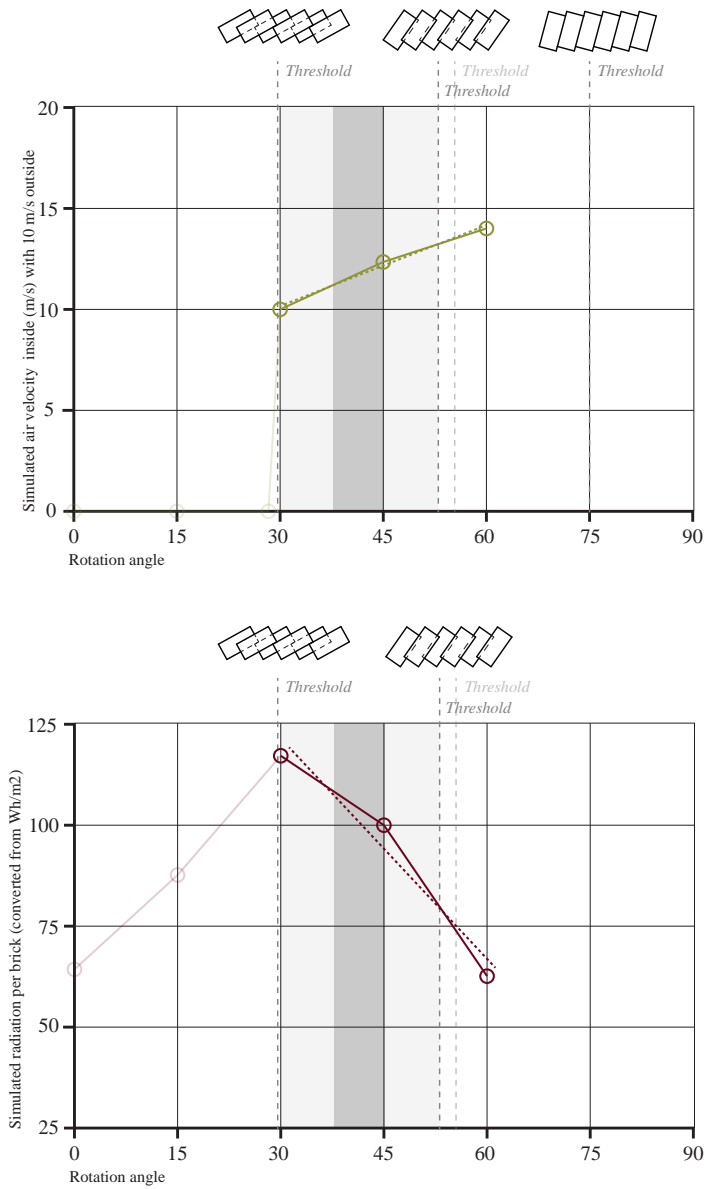 Threshold
Threshold
Threshold
Threshold
20
15
10
5
0
Simulated air velocity inside (m/s) with 10 m/s outside
0 15 30 45 60 75 90
Rotation angle
Threshold
Threshold
Threshold
125
100
75
50
25
Simulated radiation per brick (converted from Wh/m2)
0 15 30 45 60 75 90
Rotation angle